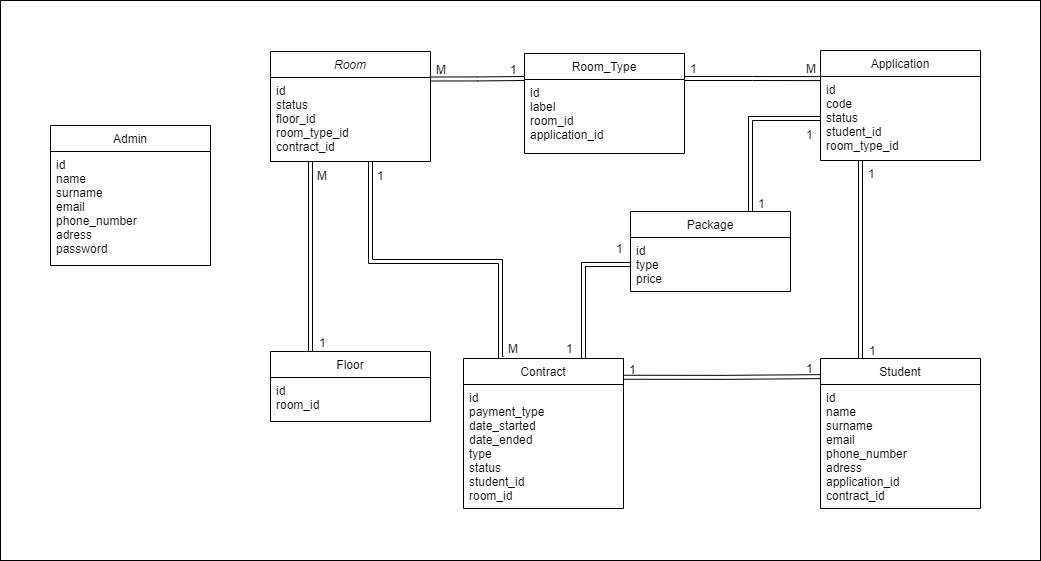 Room
id
status
floor_id
room_type_id
contract_id
M
1
Room_Type
id
label
room_id
application_id
1
M
Application
id
code
status
student_id
room_type_id
Admin
id
name
surname
email
phone_number
adress
password
M
1
1
1
1
Package
id
type
price
1
1
Floor
id
room_id
M
1
Contract
id
payment_type
date_started
date_ended
type
status
student_id
room_id
1
1
1
Student
id
name
surname
email
phone_number
adress
application_id
contract_id